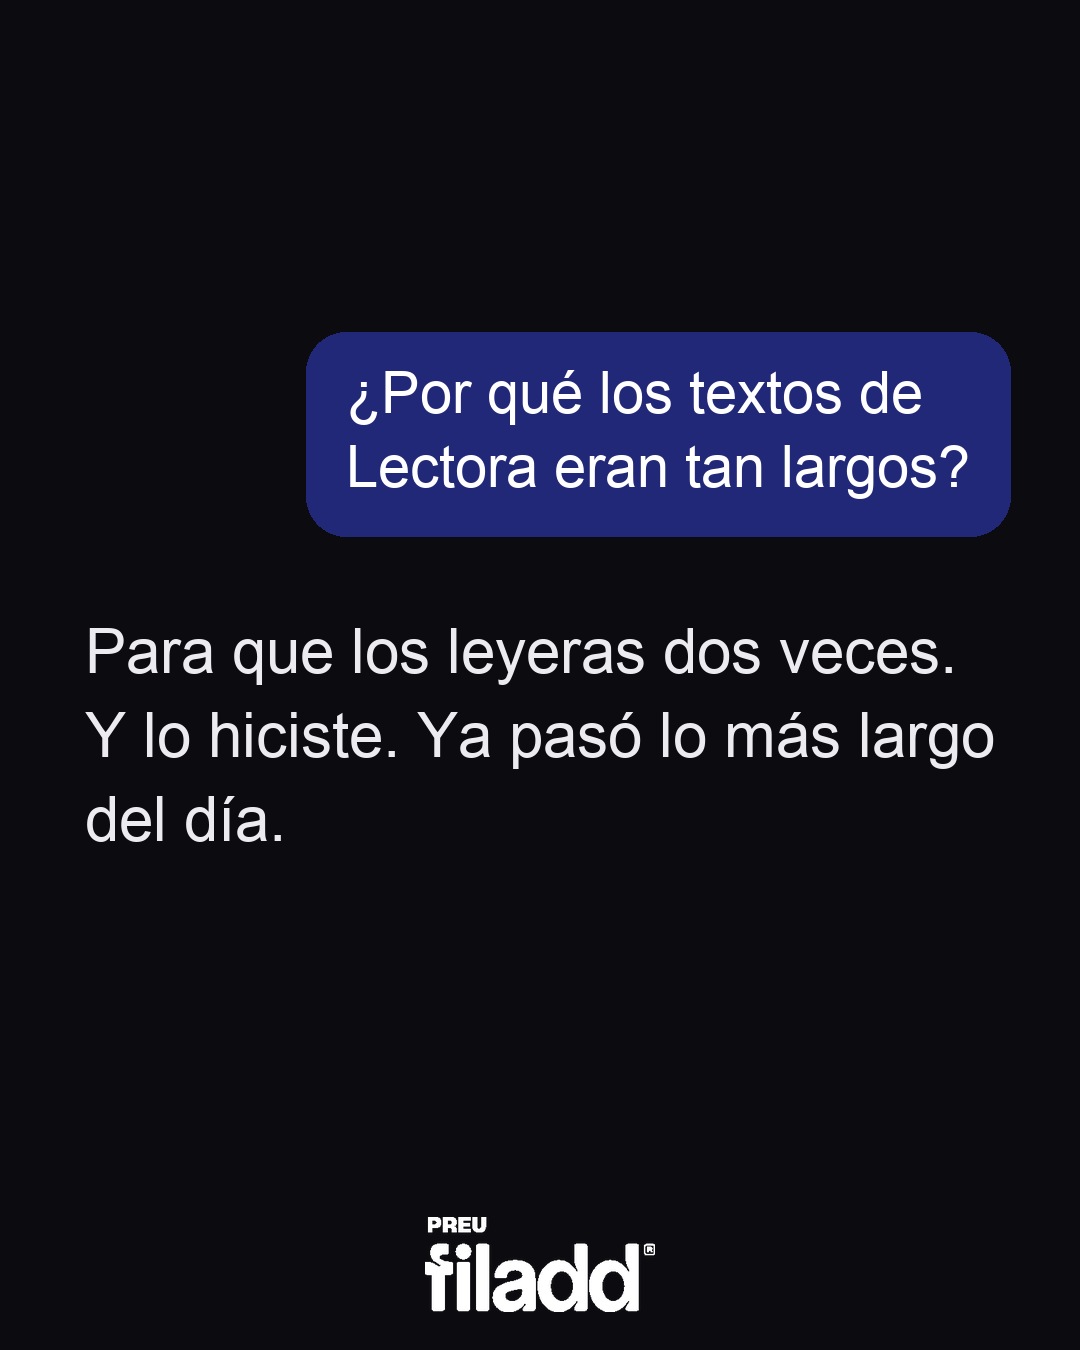 ¿Por qué los textos de
Lectora eran tan largos?
Para que los leyeras dos veces.
Y lo hiciste. Ya pasó lo más largo
del día.
PREU
filadd®